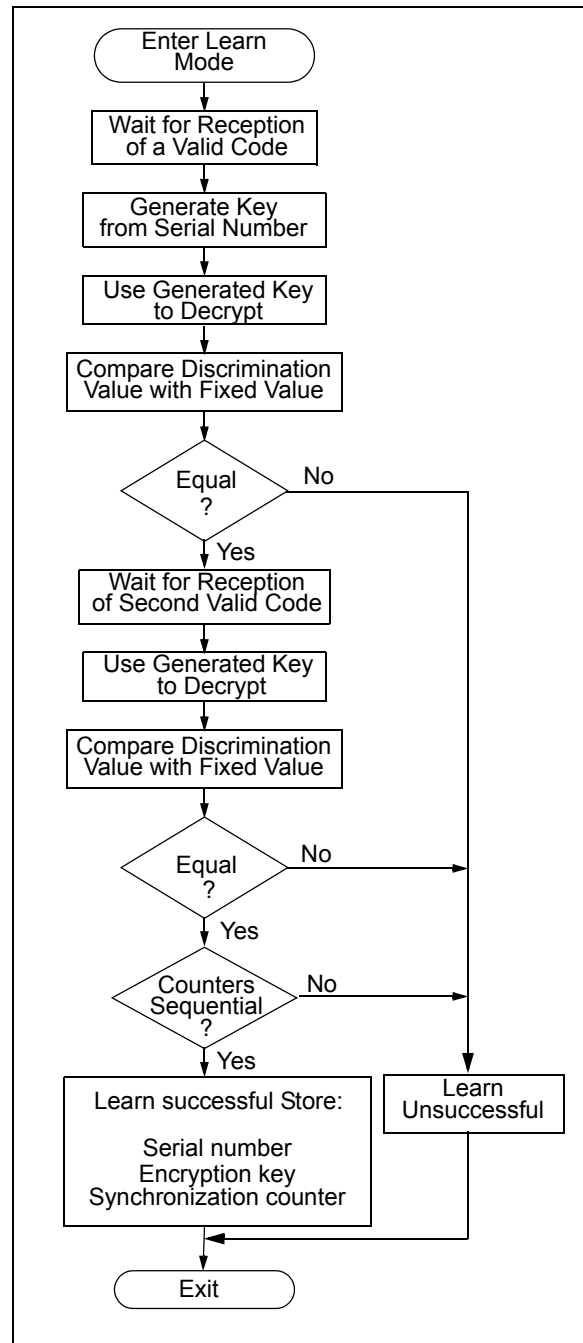 Enter Learn
Mode
Wait for Reception
of a Valid Code
Generate Key
from Serial Number
Use Generated Key
to Decrypt
Compare Discrimination
Value with Fixed Value
Equal
?
No
Yes
Wait for Reception
of Second Valid Code
Use Generated Key
to Decrypt
Compare Discrimination
Value with Fixed Value
Equal
?
No
Yes
Counters
Sequential
?
No
Yes
Learn successful Store:
Serial number
Encryption key
Synchronization counter
Learn
Unsuccessful
Exit